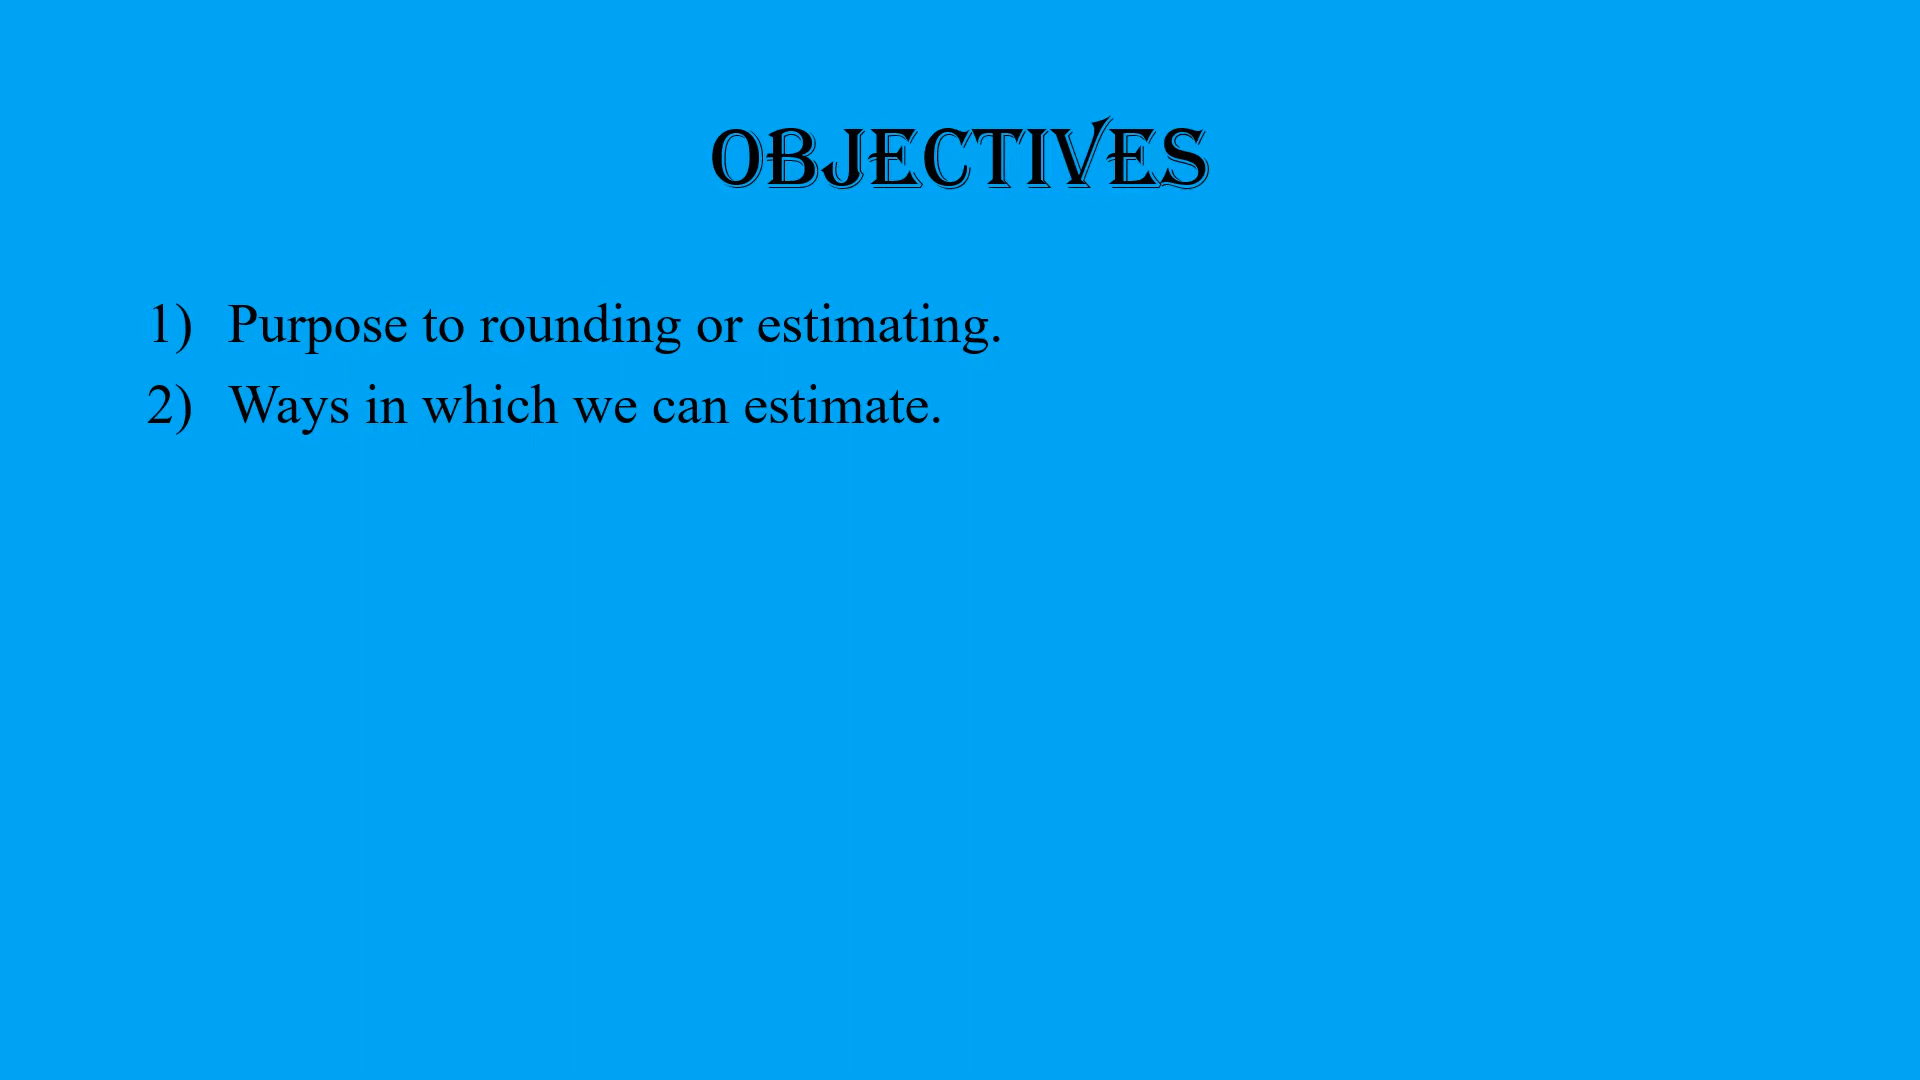 OBJECTIVES
1) Purpose to rounding or estimating.
2) Ways in which we can estimate.